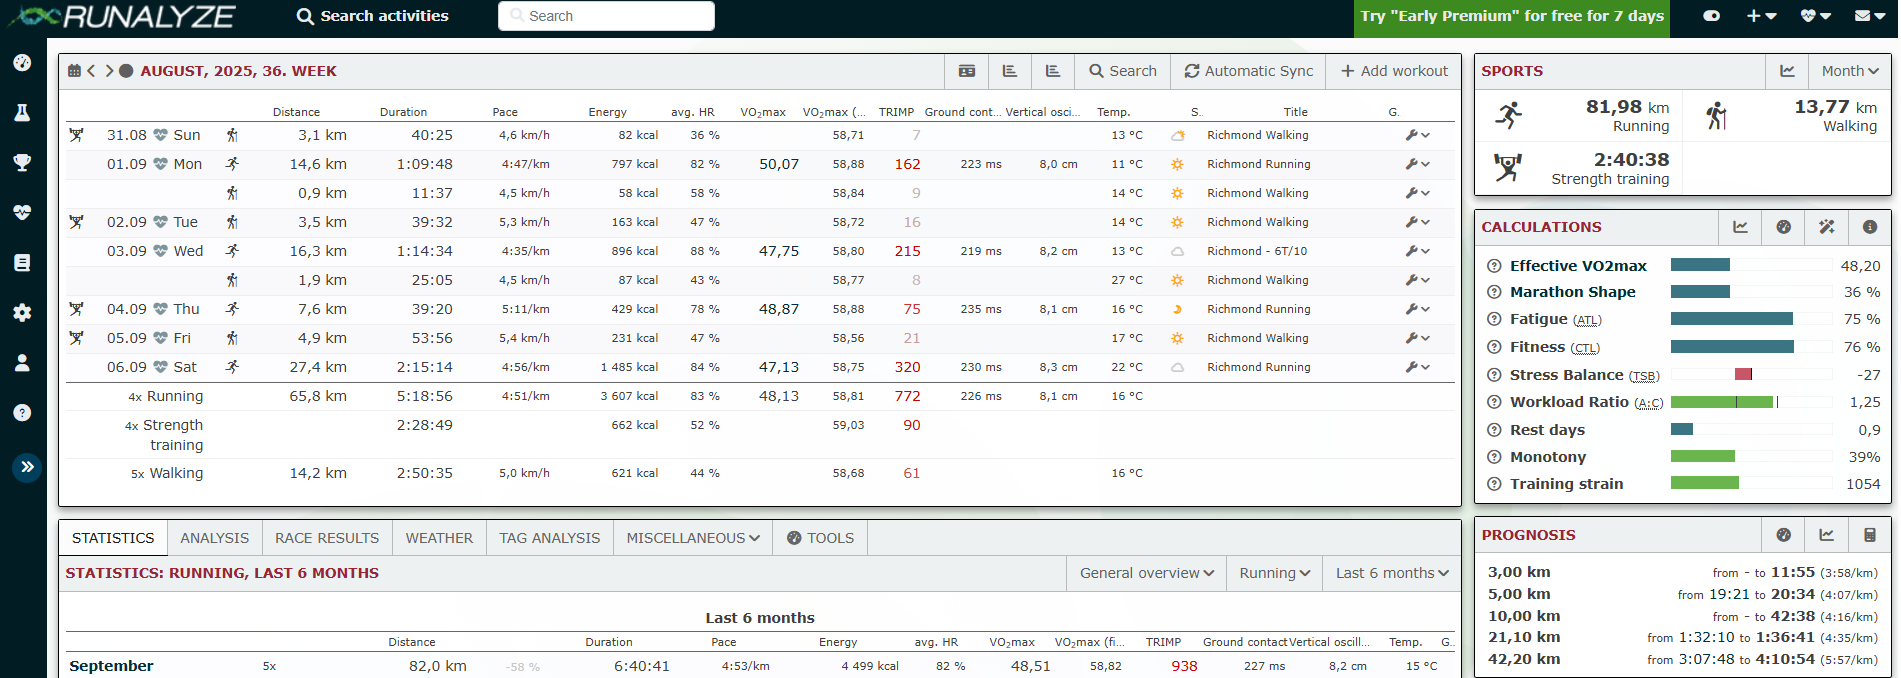 RUNALYZE Search activities Search Try "Early Premium" for free for 7 days
AUGUST, 2025, 36. WEEK Search Automatic Sync Add workout
Distance Duration Pace Energy avg. HR VO2max VO2max (... TRIMP Ground cont... Vertical osci... Temp. S.. Title G.
31.08 Sun 3,1 km 40:25 4,6 km/h 82 kcal 36 % 58,71 7 13 °C Richmond Walking
01.09 Mon 14,6 km 1:09:48 4:47/km 797 kcal 82 % 50,07 58,88 162 223 ms 8,0 cm 11 °C Richmond Running
0,9 km 11:37 4,5 km/h 58 kcal 58 % 58,84 9 14 °C Richmond Walking
02.09 Tue 3,5 km 39:32 5,3 km/h 163 kcal 47 % 58,72 16 14 °C Richmond Walking
03.09 Wed 16,3 km 1:14:34 4:35/km 896 kcal 88 % 47,75 58,80 215 219 ms 8,2 cm 13 °C Richmond - 6T/10
1,9 km 25:05 4,5 km/h 87 kcal 43 % 58,77 8 27 °C Richmond Walking
04.09 Thu 7,6 km 39:20 5:11/km 429 kcal 78 % 48,87 58,88 75 235 ms 8,1 cm 16 °C Richmond Running
05.09 Fri 4,9 km 53:56 5,4 km/h 231 kcal 47 % 58,56 21 17 °C Richmond Walking
06.09 Sat 27,4 km 2:15:14 4:56/km 1 485 kcal 84 % 47,13 58,75 320 230 ms 8,3 cm 22 °C Richmond Running
4x Running 65,8 km 5:18:56 4:51/km 3 607 kcal 83 % 48,13 58,81 772 226 ms 8,1 cm 16 °C
4x Strength 2:28:49 662 kcal 52 % 59,03 90
training
5x Walking 14,2 km 2:50:35 5,0 km/h 621 kcal 44 % 58,68 61 16 °C
STATISTICS ANALYSIS RACE RESULTS WEATHER TAG ANALYSIS MISCELLANEOUS TOOLS
STATISTICS: RUNNING, LAST 6 MONTHS General overview Running Last 6 months
Last 6 months
Distance Duration Pace Energy avg. HR VO2max VO2max (fi... TRIMP Ground contact Vertical oscill... Temp. G..
September 5x 82,0 km -58 % 6:40:41 4:53/km 4 499 kcal 82 % 48,51 58,82 938 227 ms 8,2 cm 15 °C
SPORTS Month
81,98 km 13,77 km
Running Walking
2:40:38
Strength training
CALCULATIONS
Effective VO2max 48,20
Marathon Shape 36 %
Fatigue (ATL) 75 %
Fitness (CTL) 76 %
Stress Balance (TSB) -27
Workload Ratio (A:C) 1,25
Rest days 0,9
Monotony 39%
Training strain 1054
PROGNOSIS
3,00 km from - to 11:55 (3:58/km)
5,00 km from 19:21 to 20:34 (4:07/km)
10,00 km from - to 42:38 (4:16/km)
21,10 km from 1:32:10 to 1:36:41 (4:35/km)
42,20 km from 3:07:48 to 4:10:54 (5:57/km)